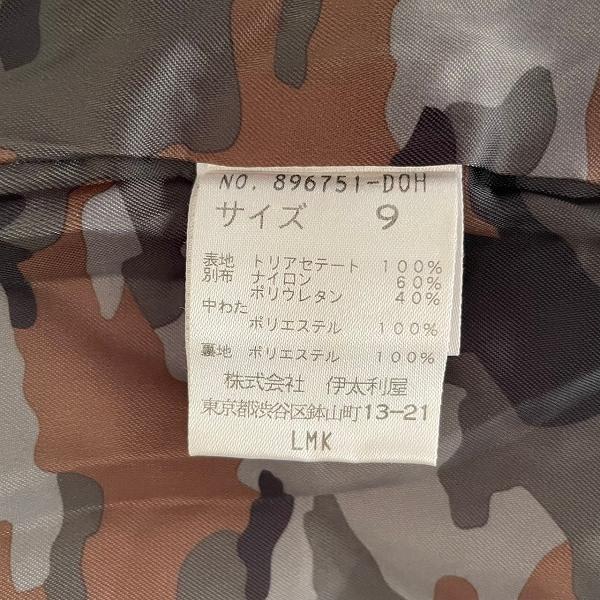 NO. 896751-DOH
サイズ 9
表地 トリアセテート 100%
別布 ナイロン 60%
ポリウレタン 40%
中わた
ポリエステル 100%
裏地 ポリエステル 100%
株式会社 伊太利屋
東京都渋谷区鉢山町13-21
LMK